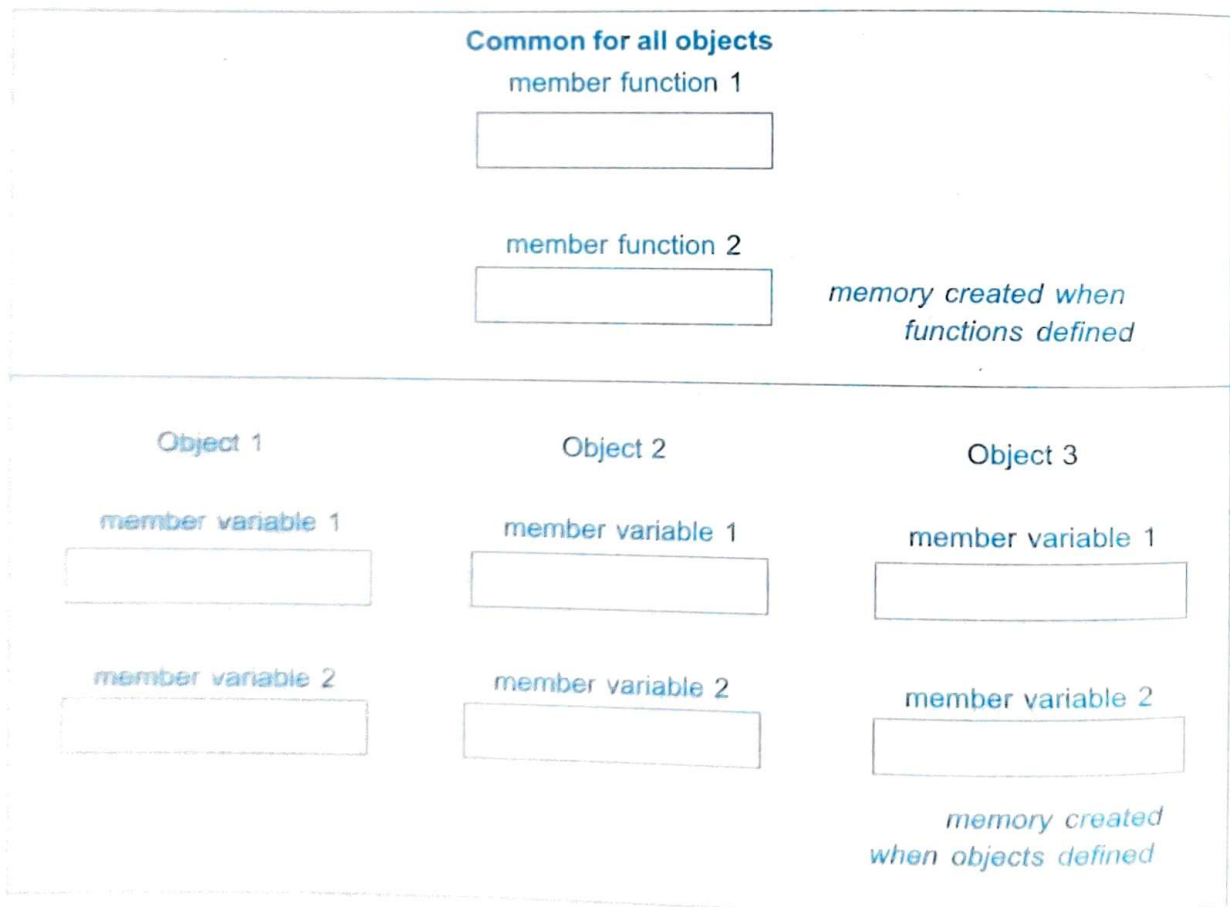 Common for all objects
member function 1
member function 2
memory created when
functions defined
Object 1
Object 2
Object 3
member variable 1
member variable 1
member variable 1
member variable 2
member variable 2
member variable 2
memory created
when objects defined